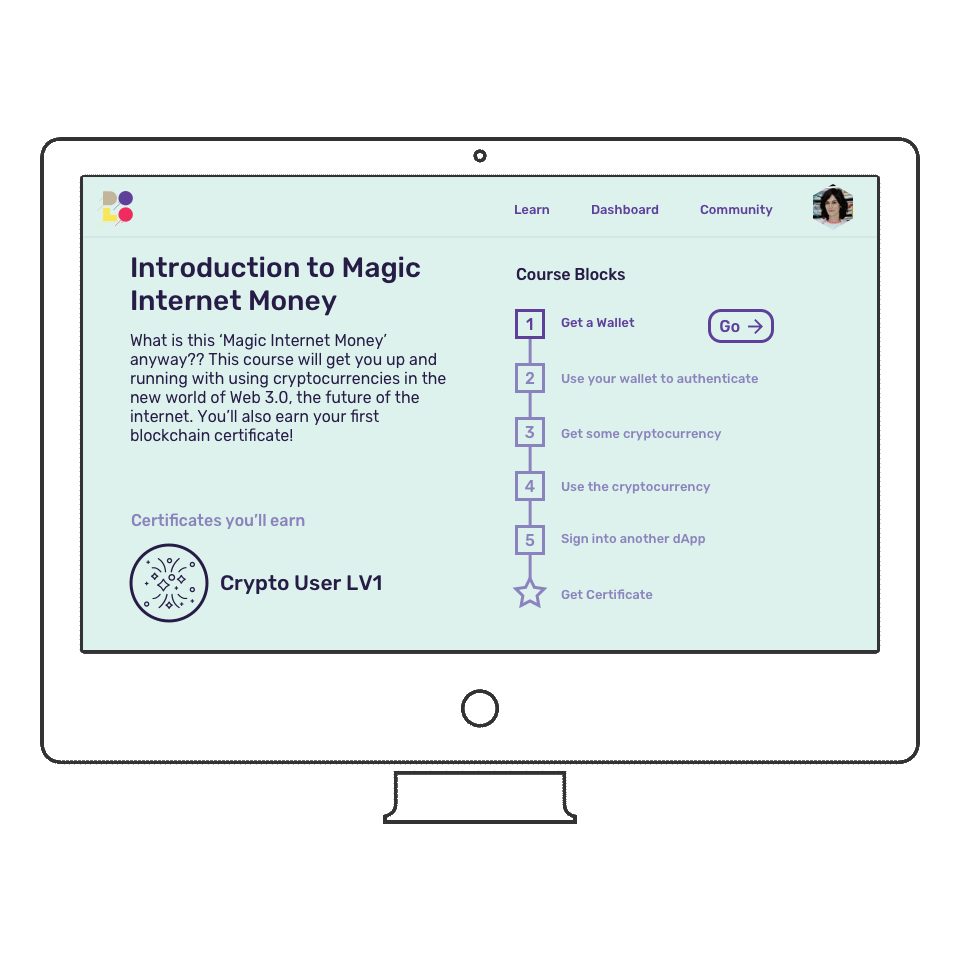 Learn Dashboard Community
Introduction to Magic
Internet Money
What is this ‘Magic Internet Money’
anyway?? This course will get you up and
running with using cryptocurrencies in the
new world of Web 3.0, the future of the
internet. You’ll also earn your first
blockchain certificate!
Certificates you’ll earn
Crypto User LV1
Course Blocks
1 Get a Wallet Go →
2 Use your wallet to authenticate
3 Get some cryptocurrency
4 Use the cryptocurrency
5 Sign into another dApp
Get Certificate